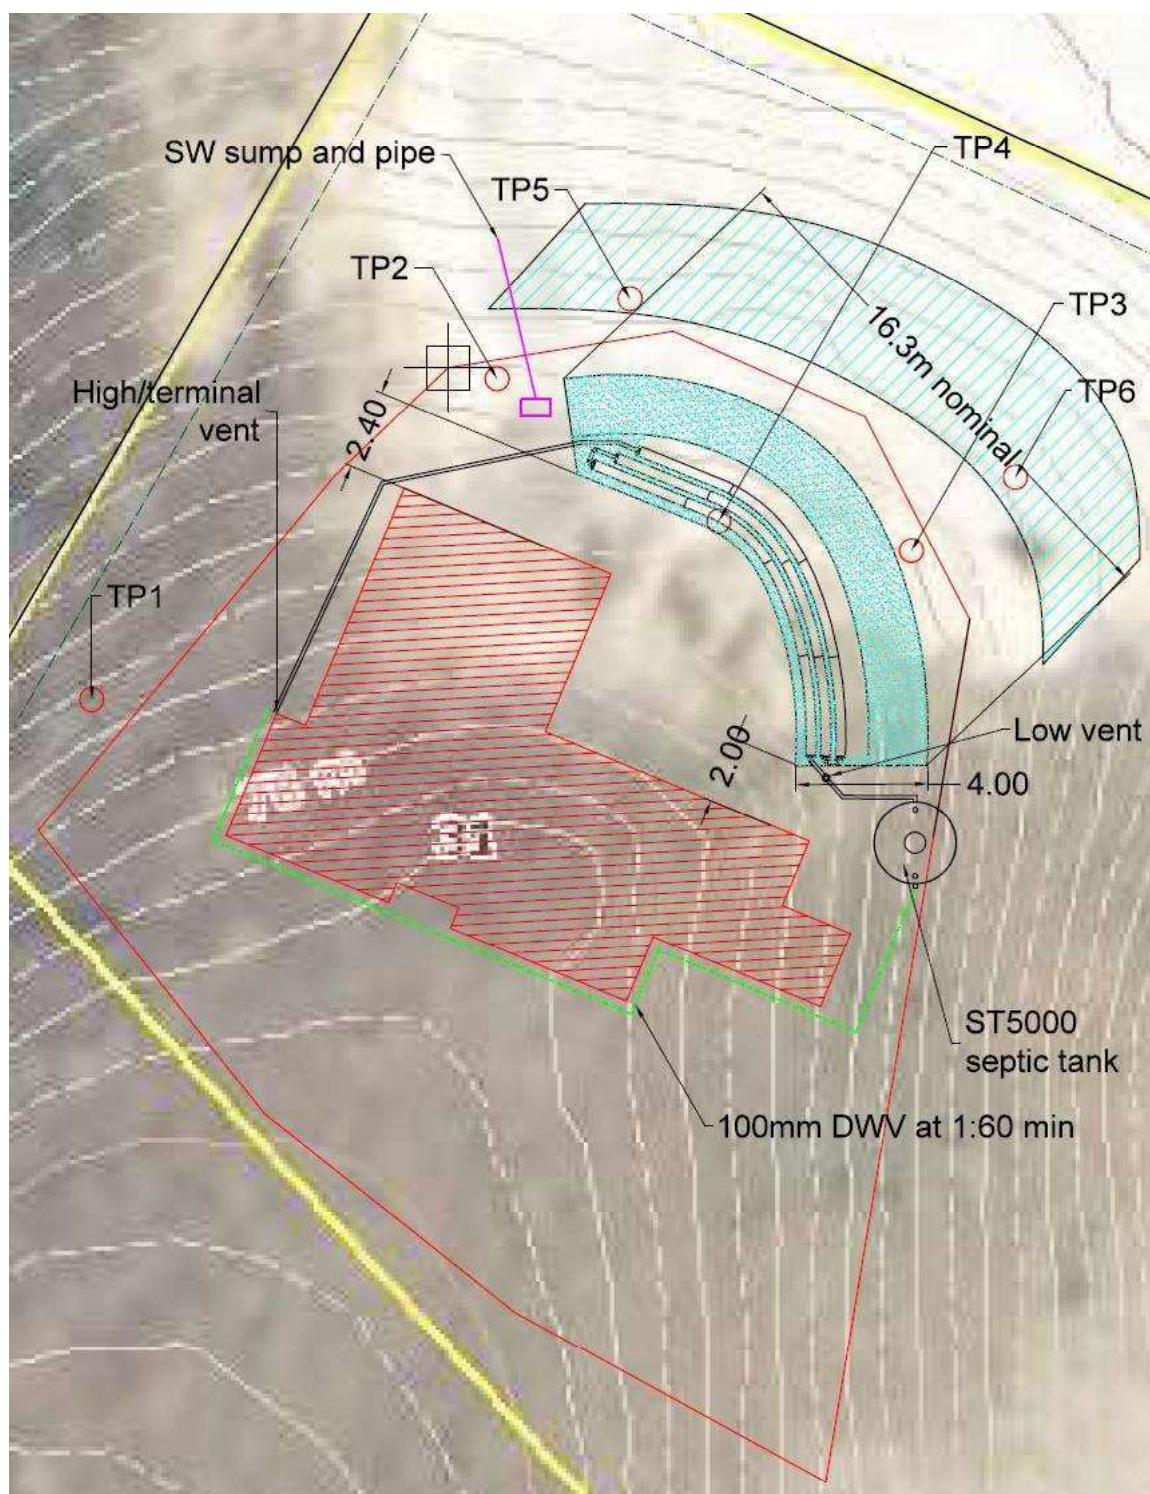 SW sump and pipe
TP4
TP5
TP2
TP3
16.3m nominal
TP6
High/terminal
vent
2.40
TP1
Low vent
2.00
4.00
ST5000
septic tank
100mm DWV at 1:60 min